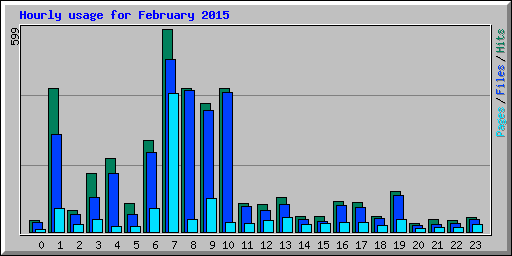 Hourly usage for February 2015
599
Pages/Files/Hits
0 1 2 3 4 5 6 7 8 9 10 11 12 13 14 15 16 17 18 19 20 21 22 23